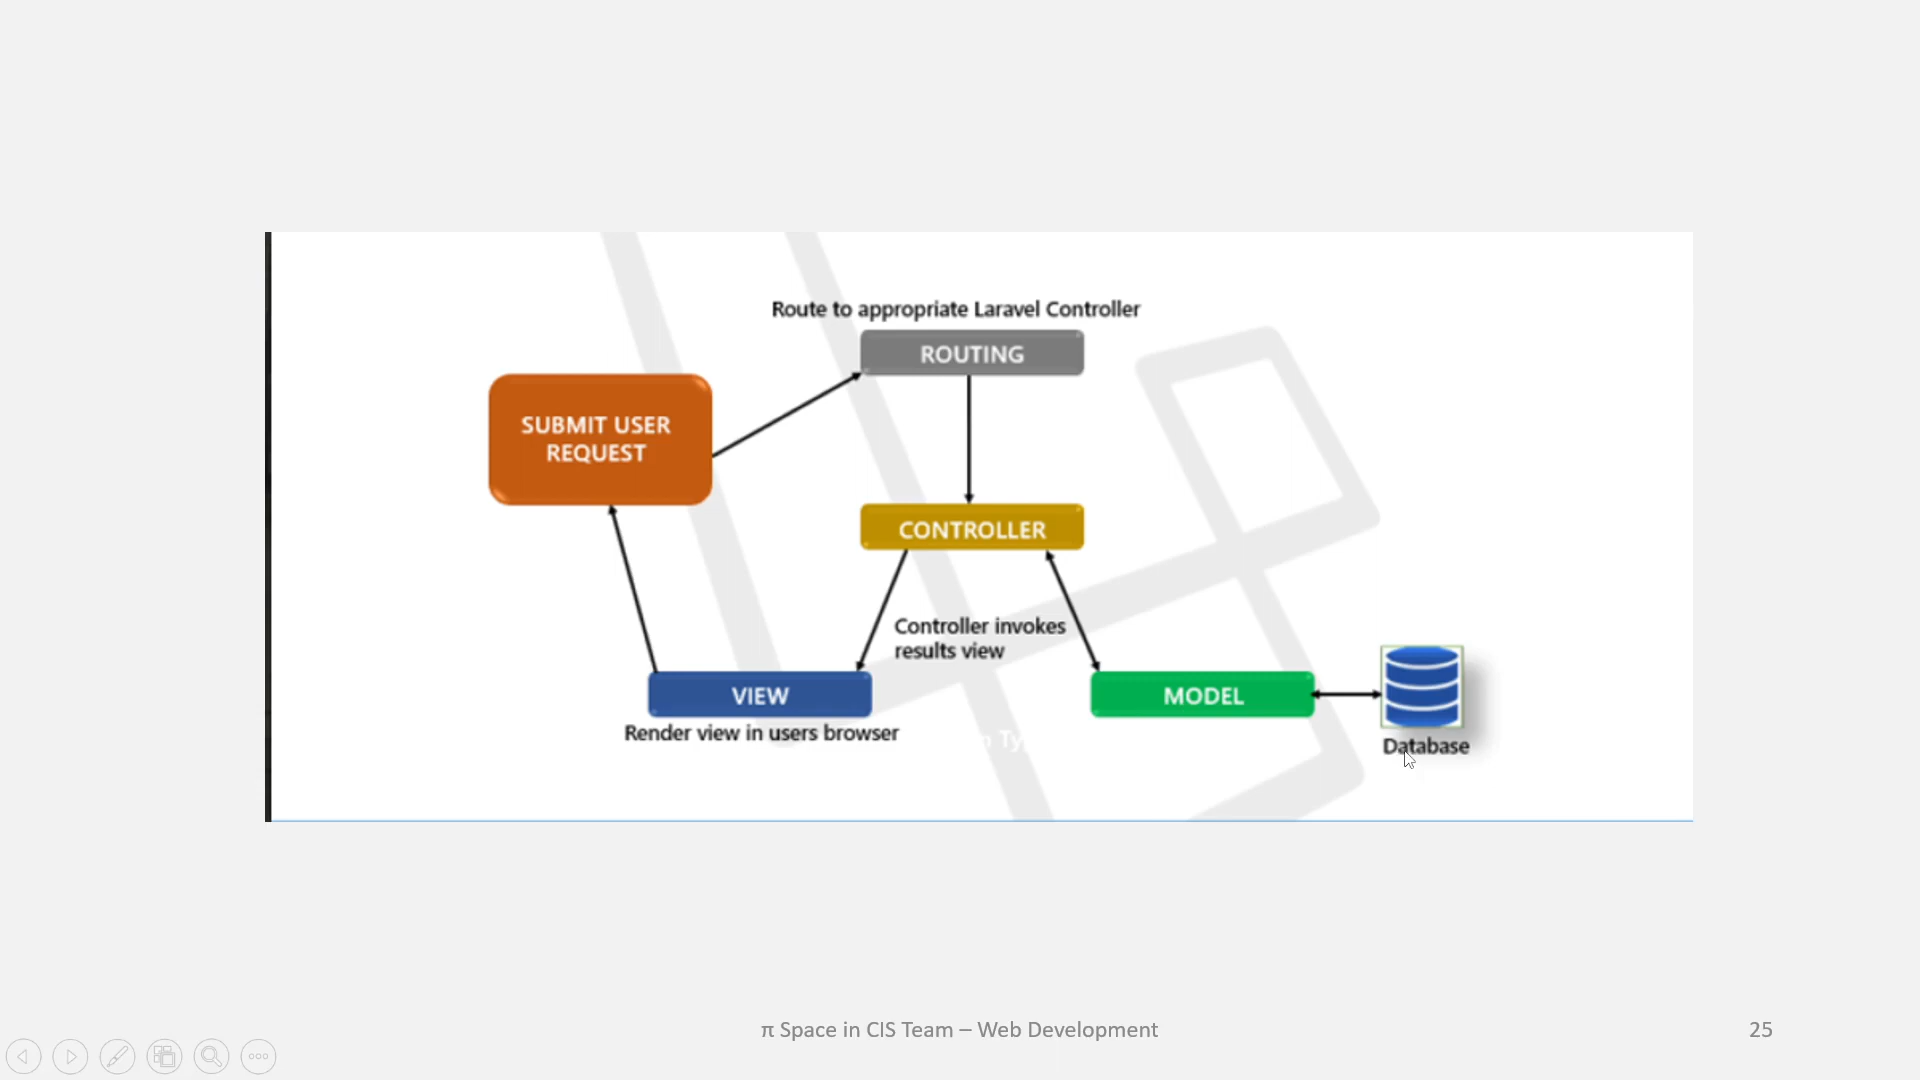 Route to appropriate Laravel Controller
ROUTING
SUBMIT USER
REQUEST
CONTROLLER
Controller invokes
results view
VIEW
MODEL
Render view in users browser
Database
π Space in CIS Team – Web Development
25